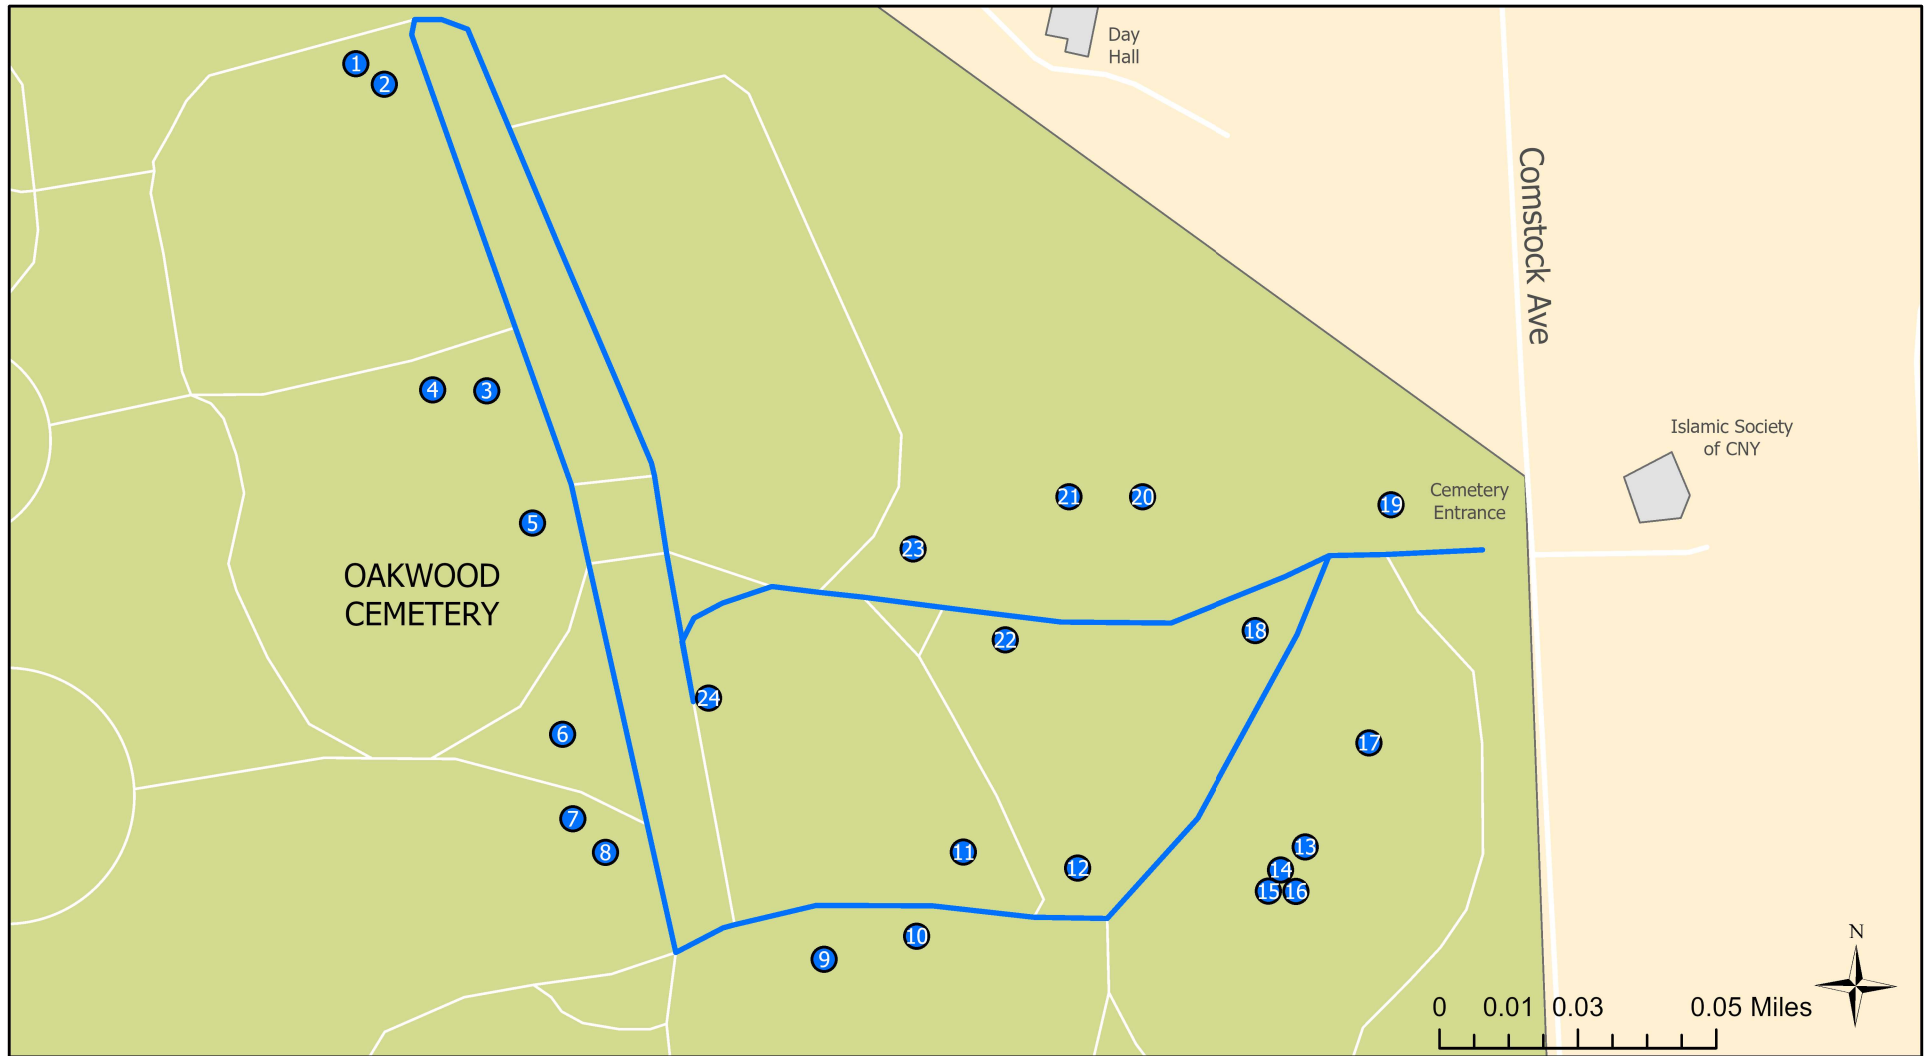 Day
Hall
1
2
Comstock Ave
4
3
Islamic Society
of CNY
Cemetery
Entrance
21
20
19
5
23
OAKWOOD
CEMETERY
18
22
24
6
17
7
8
11
12
13
14
15
16
10
9
N
0 0.01 0.03 0.05 Miles